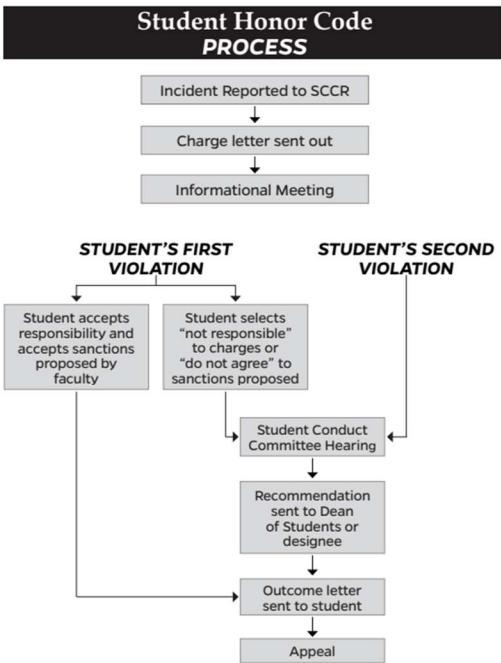 Student Honor Code
PROCESS
Incident Reported to SCCR
Charge letter sent out
Informational Meeting
STUDENT'S FIRST
VIOLATION
STUDENT'S SECOND
VIOLATION
Student accepts
responsibility and
accepts sanctions
proposed by
faculty
Student selects
“not responsible”
to charges or
“do not agree” to
sanctions proposed
Student Conduct
Committee Hearing
Recommendation
sent to Dean
of Students or
designee
Outcome letter
sent to student
Appeal